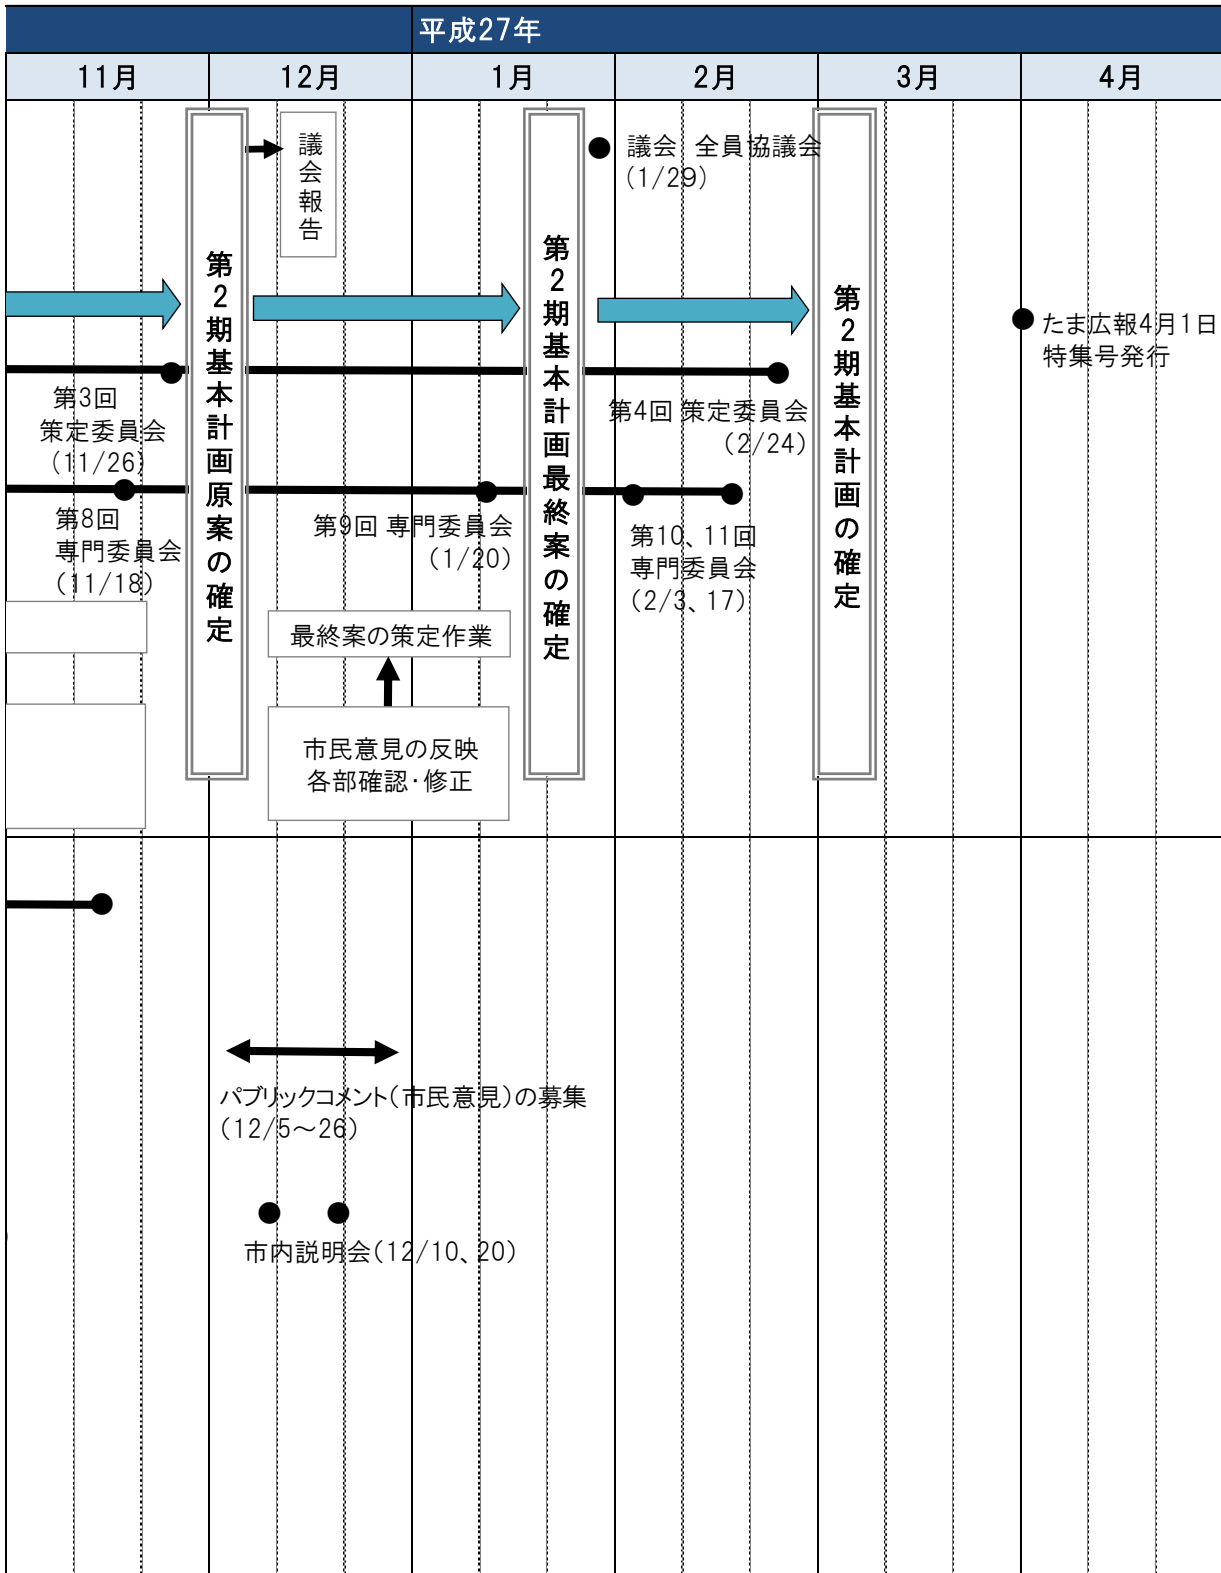 平成27年
11月
12月
1月
2月
3月
4月
議会報告
議会　全員協議会
(1/29)
第2期基本計画原案の確定
第2期基本計画最終案の確定
第2期基本計画の確定
たま広報4月1日
特集号発行
第3回
策定委員会
(11/26)
第4回 策定委員会
(2/24)
第8回
専門委員会
(11/18)
第9回 専門委員会
(1/20)
第10、11回
専門委員会
(2/3、17)
最終案の策定作業
市民意見の反映
各部確認・修正
パブリックコメント(市民意見)の募集
(12/5～26)
市内説明会(12/10、20)